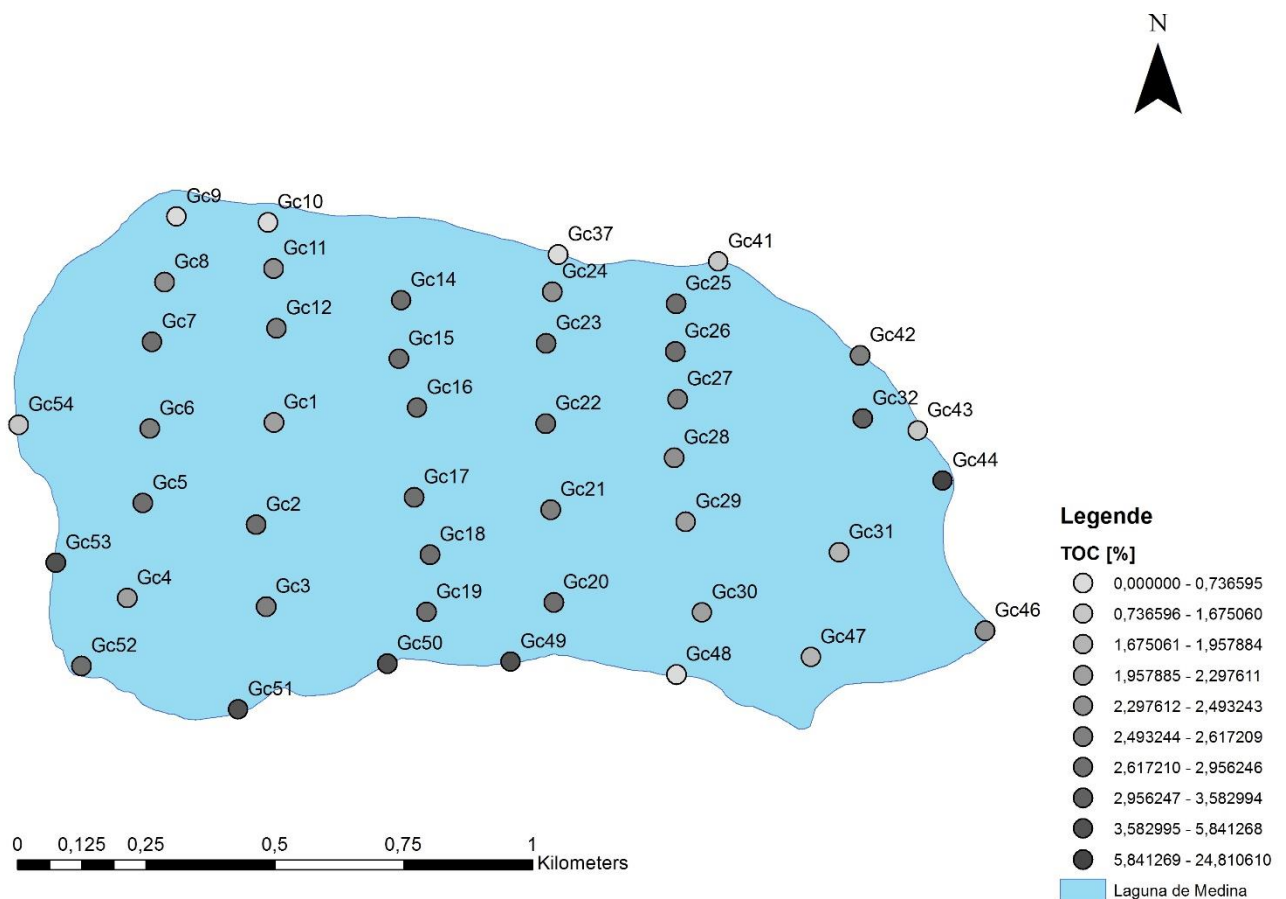 N
Gc9
Gc10
Gc37
Gc41
Gc8
Gc11
Gc24
Gc14
Gc25
Gc7
Gc12
Gc23
Gc26
Gc42
Gc15
Gc16
Gc27
Gc54
Gc6
Gc1
Gc22
Gc32
Gc43
Gc28
Gc44
Gc5
Gc2
Gc17
Gc21
Gc29
Gc53
Gc18
Gc31
Gc4
Gc3
Gc19
Gc20
Gc30
Gc46
Gc52
Gc50
Gc49
Gc48
Gc47
Gc51
Legende
TOC [%]
0,000000 - 0,736595
0,736596 - 1,675060
1,675061 - 1,957884
1,957885 - 2,297611
2,297612 - 2,493243
2,493244 - 2,617209
2,617210 - 2,956246
2,956247 - 3,582994
3,582995 - 5,841268
5,841269 - 24,810610
Laguna de Medina
0 0,125 0,25 0,5 0,75 1
Kilometers